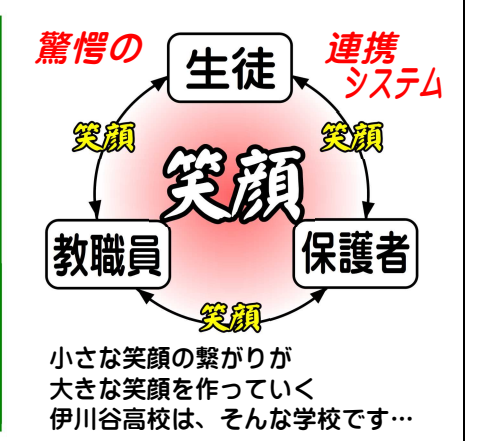 驚愕の
連携
システム
生徒
笑顔
笑顔
笑顔
教職員
保護者
笑顔
小さな笑顔の繋がりが
大きな笑顔を作っていく
伊川谷高校は、そんな学校です…